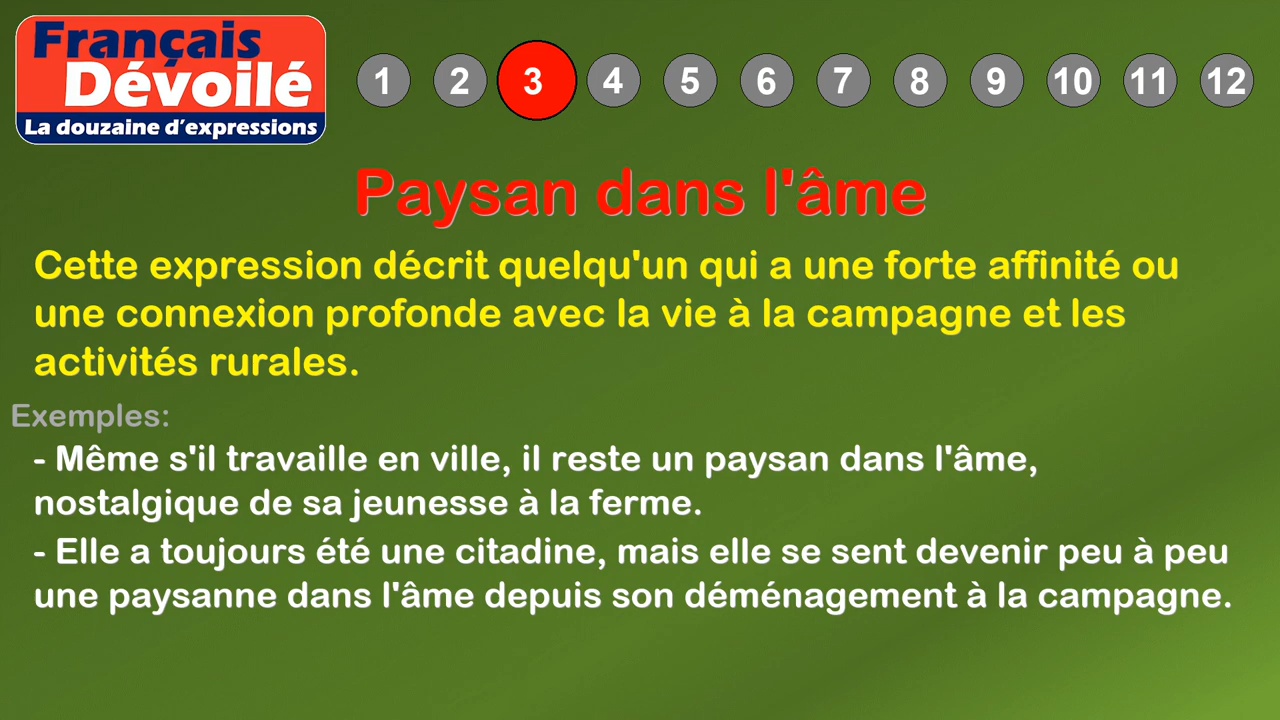 Français
Dévoilé
La douzaine d'expressions
1 2 3 4 5 6 7 8 9 10 11 12
Paysan dans l'âme
Cette expression décrit quelqu'un qui a une forte affinité ou
une connexion profonde avec la vie à la campagne et les
activités rurales.
Exemples:
- Même s'il travaille en ville, il reste un paysan dans l'âme,
nostalgique de sa jeunesse à la ferme.
- Elle a toujours été une citadine, mais elle se sent devenir peu à peu
une paysanne dans l'âme depuis son déménagement à la campagne.